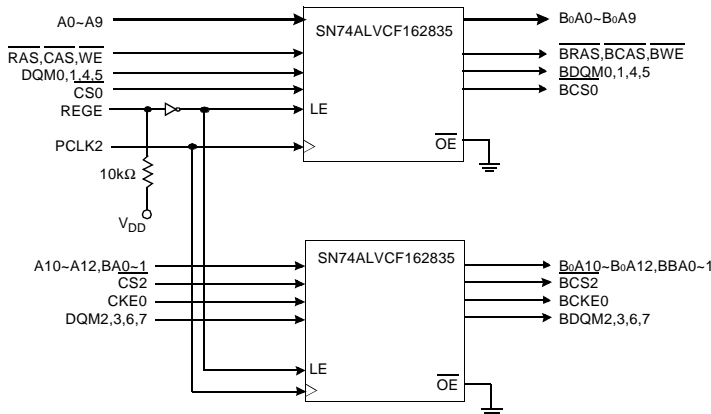 A0~A9
SN74ALVCF162835
B₀A0~B₀A9
RAS,CAS,WE
BRAS,BCAS,BWE
DQM0,1,4,5
BDQM0,1,4,5
CS0
BCS0
REGE
LE
PCLK2
OE
10kΩ
VDD
SN74ALVCF162835
A10~A12,BA0~1
B₀A10~B₀A12,BBA0~1
CS2
BCS2
CKE0
BCKE0
DQM2,3,6,7
BDQM2,3,6,7
LE
OE